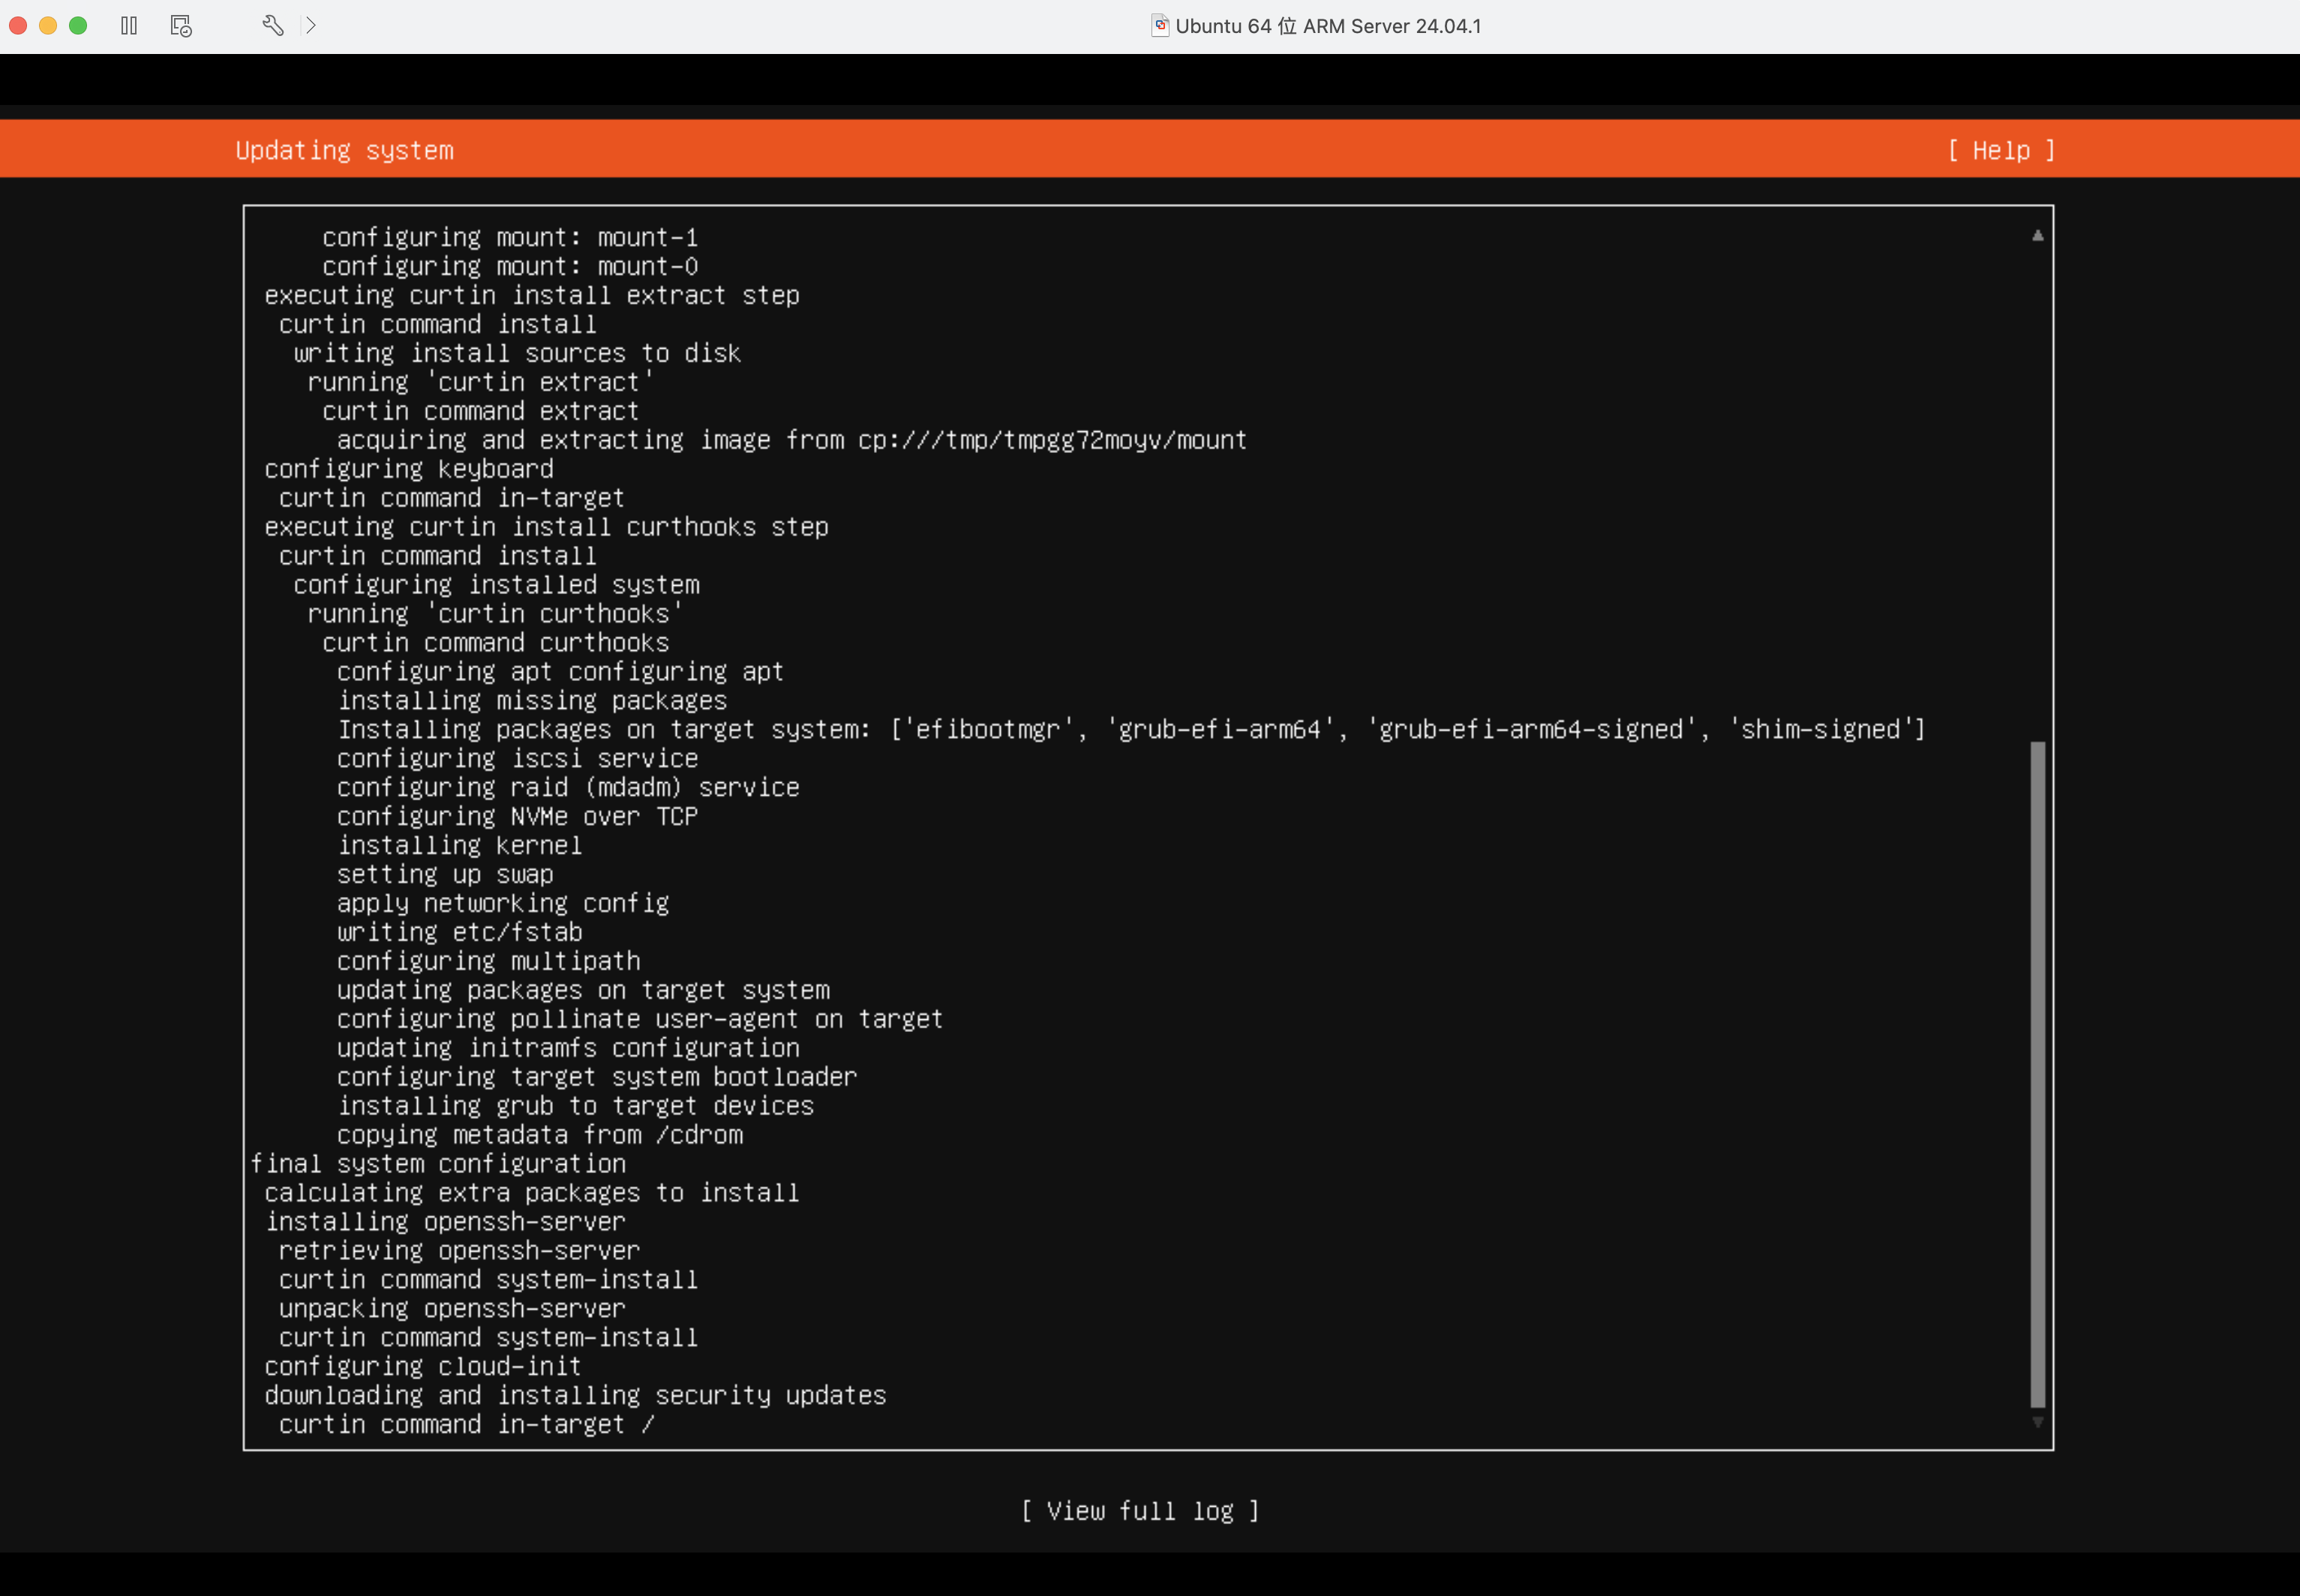 Ubuntu 64 位 ARM Server 24.04.1
Updating system [ Help ]
configuring mount: mount-1
configuring mount: mount-0
executing curtin install extract step
curtin command install
writing install sources to disk
running 'curtin extract'
curtin command extract
acquiring and extracting image from cp:///tmp/tmpgg72moyv/mount
configuring keyboard
curtin command in-target
executing curtin install curthooks step
curtin command install
configuring installed system
running 'curtin curthooks'
curtin command curthooks
configuring apt configuring apt
installing missing packages
Installing packages on target system: ['efibootmgr', 'grub-efi-arm64', 'grub-efi-arm64-signed', 'shim-signed']
configuring iscsi service
configuring raid (mdadm) service
configuring NVMe over TCP
installing kernel
setting up swap
apply networking config
writing etc/fstab
configuring multipath
updating packages on target system
configuring pollinate user-agent on target
updating initramfs configuration
configuring target system bootloader
installing grub to target devices
copying metadata from /cdrom
final system configuration
calculating extra packages to install
installing openssh-server
retrieving openssh-server
curtin command system-install
unpacking openssh-server
curtin command system-install
configuring cloud-init
downloading and installing security updates
curtin command in-target /
[ View full log ]